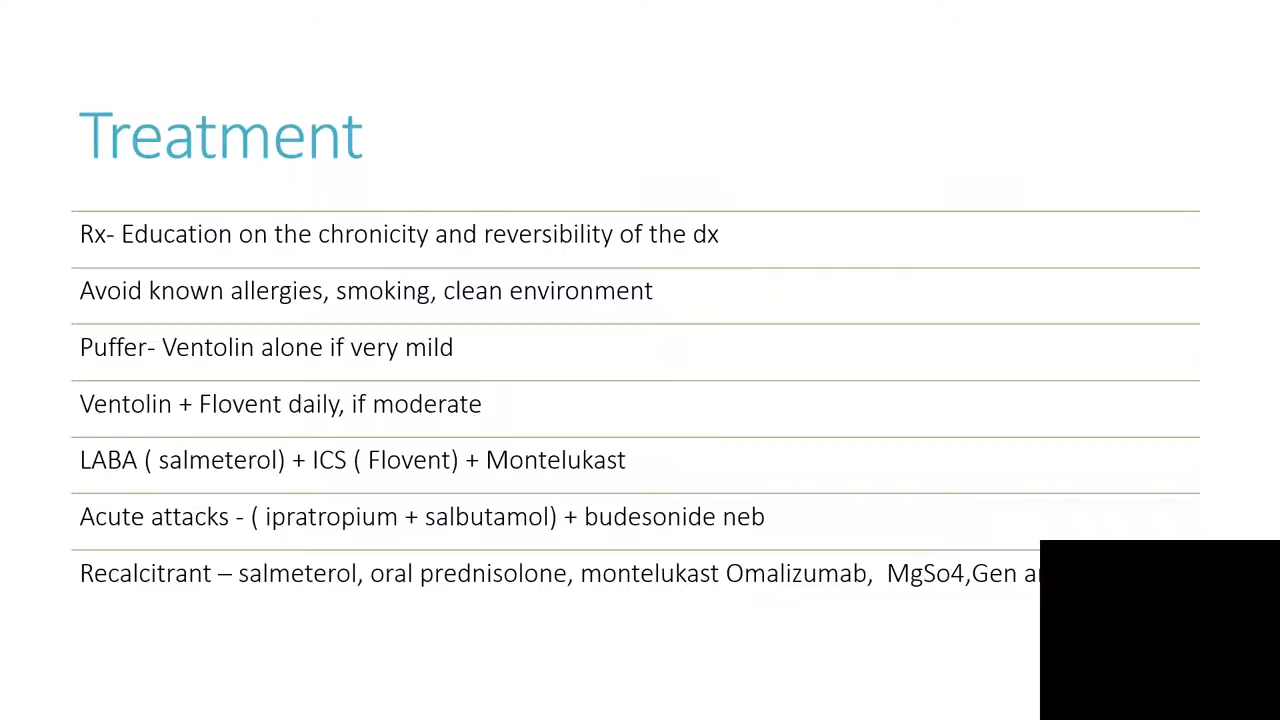 Treatment
Rx- Education on the chronicity and reversibility of the dx
Avoid known allergies, smoking, clean environment
Puffer- Ventolin alone if very mild
Ventolin + Flovent daily, if moderate
LABA ( salmeterol) + ICS ( Flovent) + Montelukast
Acute attacks - ( ipratropium + salbutamol) + budesonide neb
Recalcitrant – salmeterol, oral prednisolone, montelukast Omalizumab,  MgSo4,Gen